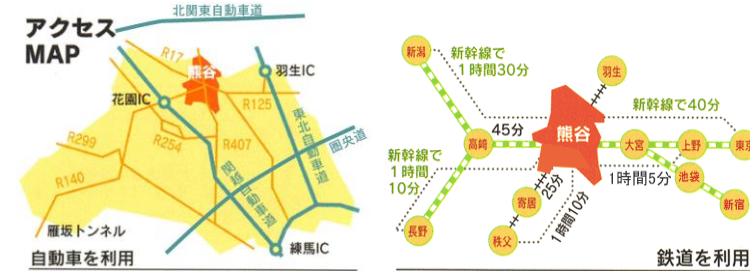 アクセス
MAP
北関東自動車道
R17
熊谷
羽生IC
花園IC
R125
東北自動車道
R299
R254
R407
圏央道
関越自動車道
R140
雁坂トンネル
練馬IC
自動車を利用
新潟
新幹線で
1時間30分
羽生
新幹線で40分
45分
熊谷
高崎
大宮
上野
東京
新幹線で
1時間
10分
1時間5分
池袋
25分
寄居
1時間10分
新宿
長野
秩父
鉄道を利用